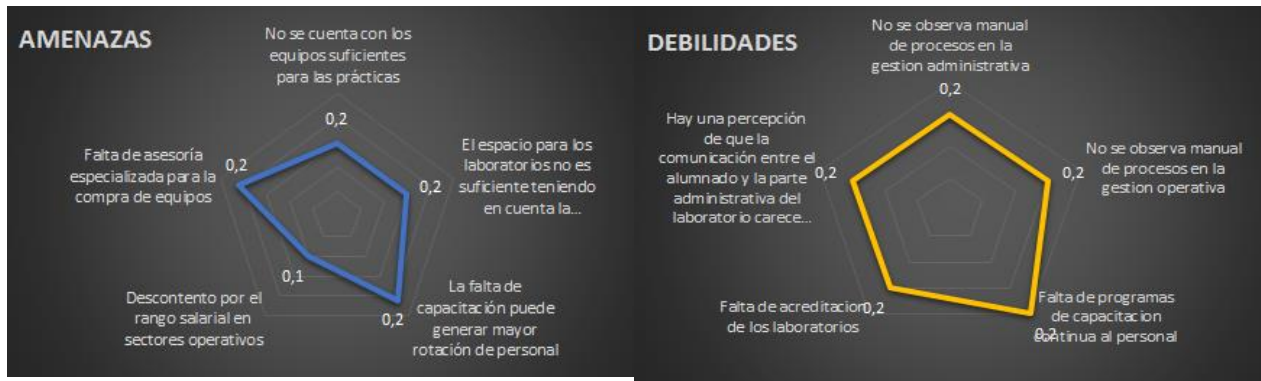 AMENAZAS
No se cuenta con los
equipos suficientes
para las prácticas
0,2
El espacio para los
laboratorios no es
suficiente teniendo
en cuenta la...
0,2
La falta de
capacitación puede
generar mayor
rotación de personal
0,2
Descontento por el
rango salarial en
sectores operativos
0,1
Falta de asesoría
especializada para la
compra de equipos
0,2
DEBILIDADES
No se observa manual
de procesos en la
gestion administrativa
0,2
No se observa manual
de procesos en la
gestion operativa
0,2
Falta de programas
de capacitacion
continua al personal
0,2
Falta de acreditacion
de los laboratorios
0,2
Hay una percepción
de que la
comunicación entre el
alumnado y la parte
administrativa del
laboratorio carece...
0,2